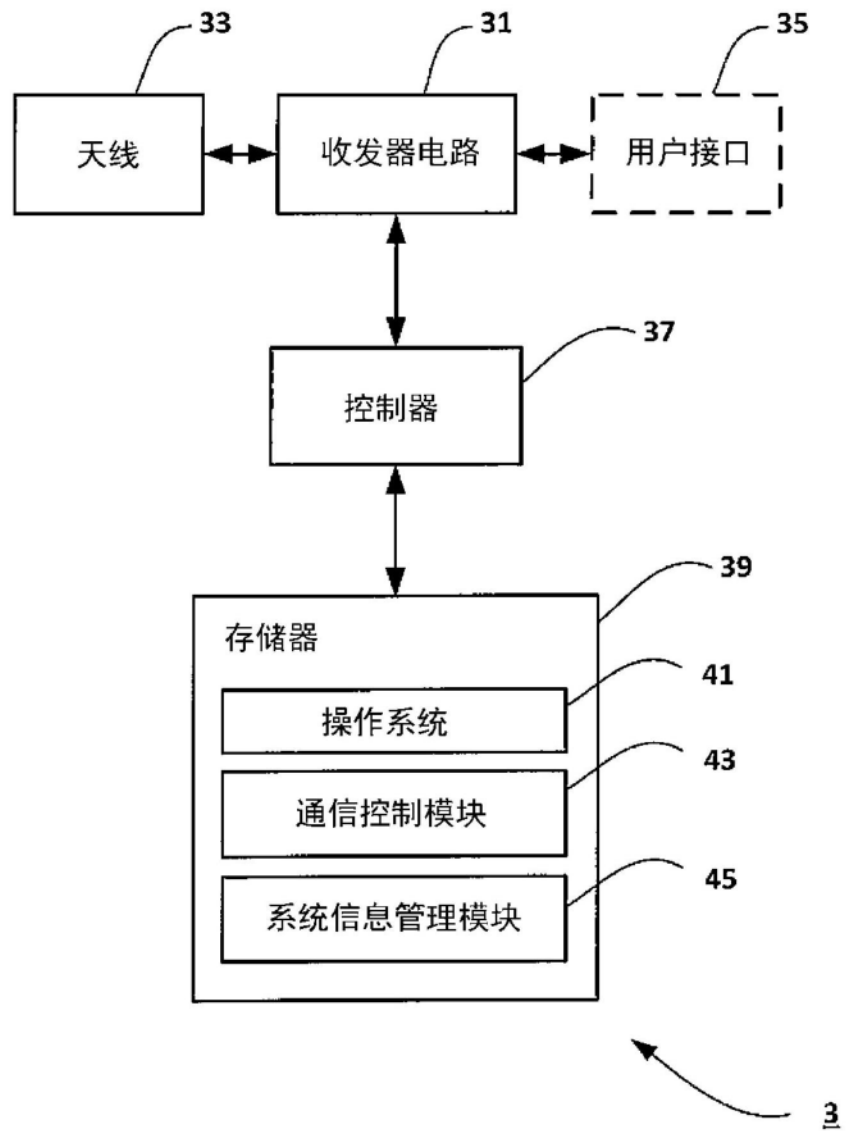 33
31
35
天线
收发器电路
用户接口
37
控制器
39
存储器
41
操作系统
43
通信控制模块
45
系统信息管理模块
3